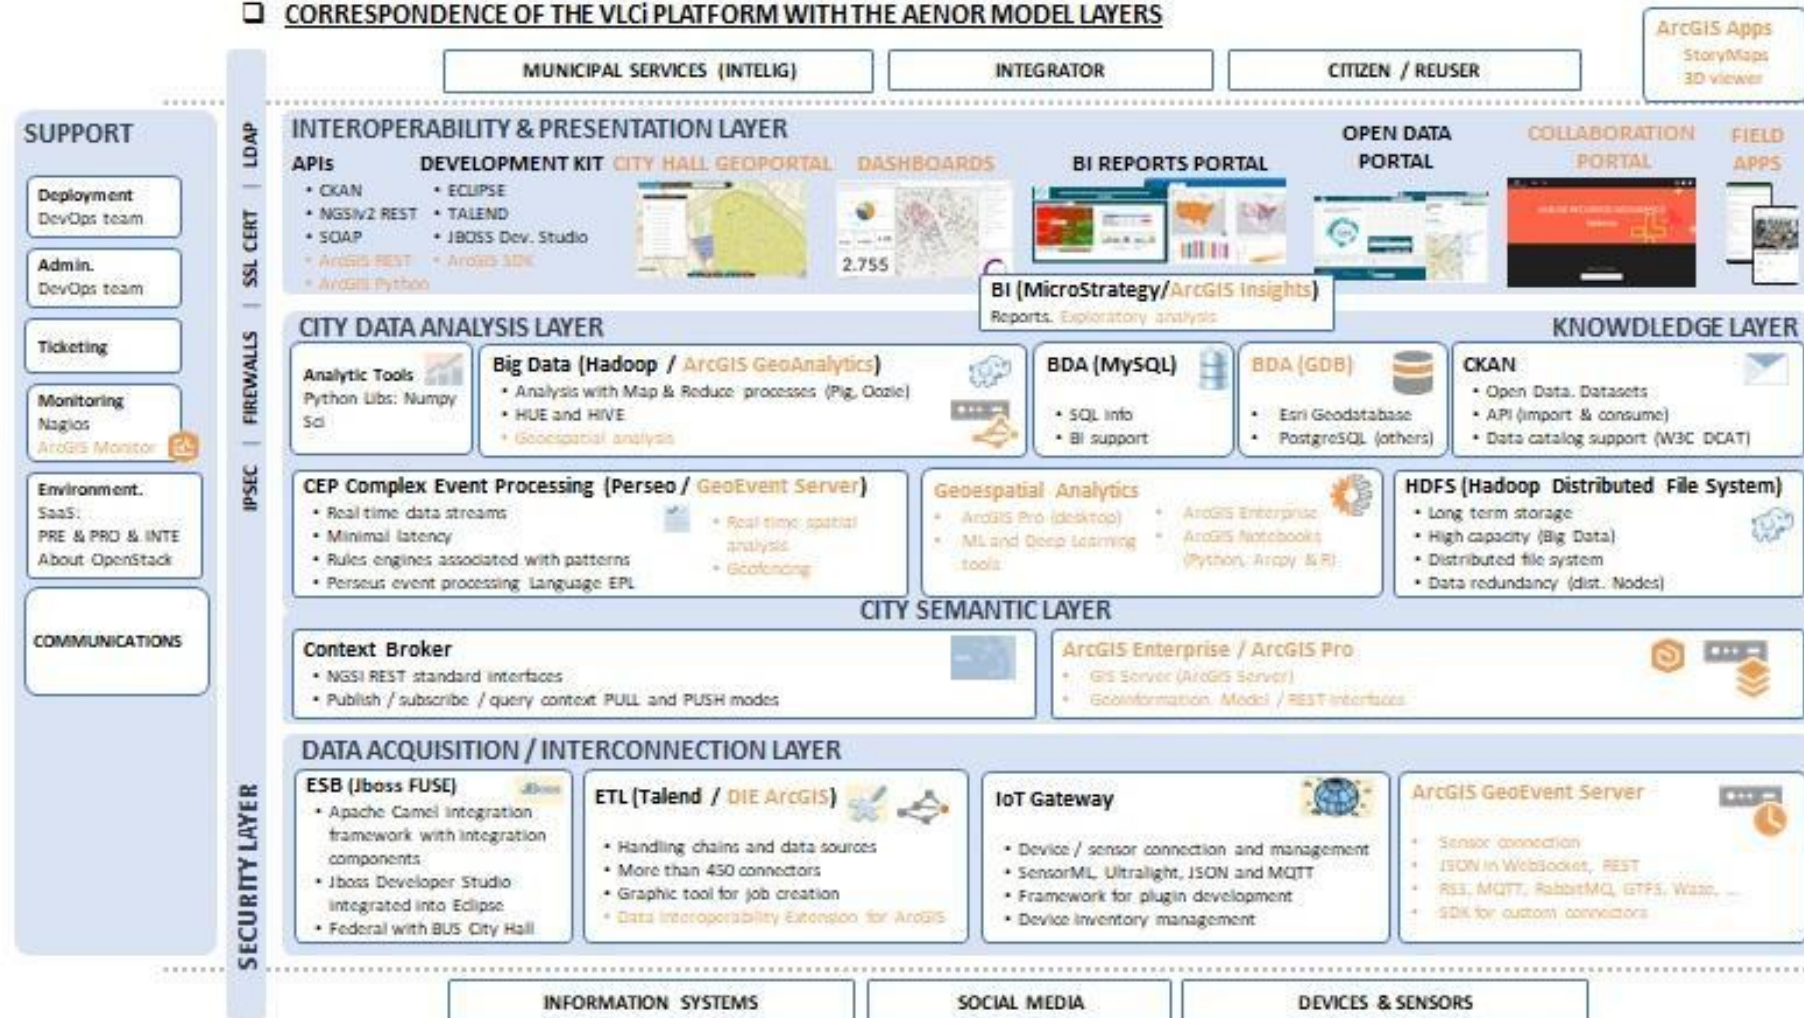 ❑ CORRESPONDENCE OF THE VLCi PLATFORM WITH THE AENOR MODEL LAYERS
ArcGIS Apps
StoryMaps
3D viewer
MUNICIPAL SERVICES (INTELIG)
INTEGRATOR
CITIZEN / REUSER
SUPPORT
Deployment
DevOps team
Admin.
DevOps team
Ticketing
Monitoring
Nagios
ArcGIS Monitor
Environment.
SaaS:
PRE & PRO & INTE
About OpenStack
COMMUNICATIONS
SECURITY LAYER
IPSEC | FIREWALLS | SSL CERT | LDAP
INTEROPERABILITY & PRESENTATION LAYER
APIs
• CKAN
• NGSIv2 REST
• SOAP
• ArcGIS REST
• ArcGIS Python
DEVELOPMENT KIT
• ECLIPSE
• TALEND
• JBOSS Dev. Studio
• ArcGIS SDK
CITY HALL GEOPORTAL
DASHBOARDS
2.755
BI REPORTS PORTAL
OPEN DATA
PORTAL
COLLABORATION
PORTAL
FIELD
APPS
BI (MicroStrategy/ArcGIS Insights)
Reports. Exploratory analysis
CITY DATA ANALYSIS LAYER
KNOWDLEDGE LAYER
Analytic Tools
Python Libs: Numpy
Sci
Big Data (Hadoop / ArcGIS GeoAnalytics)
• Analysis with Map & Reduce processes (Pig, Oozie)
• HUE and HIVE
• Geoespatial analysis
BDA (MySQL)
• SQL info
• BI support
BDA (GDB)
• Esri Geodatabase
• PostgreSQL (others)
CKAN
• Open Data. Datasets
• API (import & consume)
• Data catalog support (W3C DCAT)
CEP Complex Event Processing (Perseo / GeoEvent Server)
• Real time data streams
• Minimal latency
• Rules engines associated with patterns
• Perseus event processing Language EPL
• Real time spatial
analysis
• Geofencing
Geoespatial Analytics
• ArcGIS Pro (desktop)
• ML and Deep Learning
tools
• ArcGIS Enterprise
• ArcGIS Notebooks
(Python, Arcpy & R)
HDFS (Hadoop Distributed File System)
• Long term storage
• High capacity (Big Data)
• Distributed file system
• Data redundancy (dist. Nodes)
CITY SEMANTIC LAYER
Context Broker
• NGSI REST standard interfaces
• Publish / subscribe / query context PULL and PUSH modes
ArcGIS Enterprise / ArcGIS Pro
• GIS Server (ArcGIS Server)
• Geoinformation Model / REST Interfaces
DATA ACQUISITION / INTERCONNECTION LAYER
ESB (Jboss FUSE)
• Apache Camel integration
framework with integration
components
• Jboss Developer Studio
integrated into Eclipse
• Federal with BUS City Hall
ETL (Talend / DIE ArcGIS)
• Handling chains and data sources
• More than 450 connectors
• Graphic tool for job creation
• Data Interoperability Extension for ArcGIS
IoT Gateway
• Device / sensor connection and management
• SensorML, Ultralight, JSON and MQTT
• Framework for plugin development
• Device inventory management
ArcGIS GeoEvent Server
• Sensor connection
• JSON in WebSocket, REST
• RSS, MQTT, RabbitMQ, GTFS, Waze, ...
• SDK for custom connectors
INFORMATION SYSTEMS
SOCIAL MEDIA
DEVICES & SENSORS